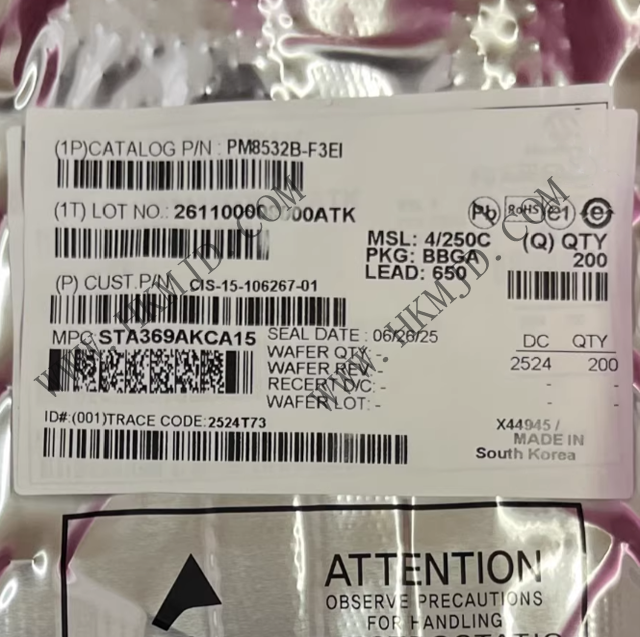 (1P)CATALOG P/N : PM8532B-F3EI
(1T) LOT NO.:
Pb RoHS e1 e
MSL: 4/250C
PKG: BBGA
LEAD: 650
(Q) QTY
200
(P) CUST.P/N CIS-15-106267-01
MPG:STA369AKCA15
SEAL DATE : 06/26/25
WAFER QTY: -
WAFER REV: -
RECERT D/C: -
WAFER LOT: -
DC QTY
2524 200
- -
- -
ID#:(001)TRACE CODE:2524T73
X44945 /
MADE IN
South Korea
WWW.HKMJD.COM
WWW.HKMJD.COM
ATTENTION
OBSERVE PRECAUTIONS
FOR HANDLING